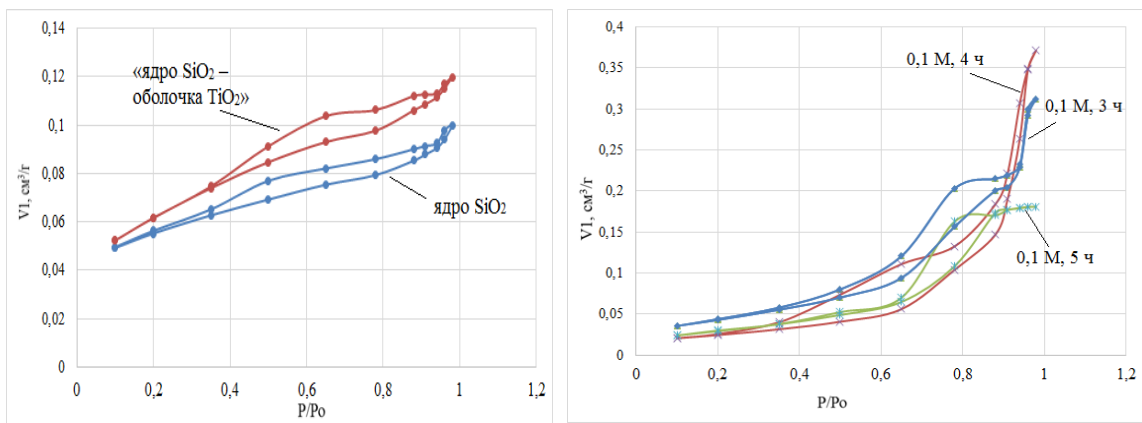 0,14
0,12
0,1
0,08
0,06
0,04
0,02
0
V1, см³/г
«ядро SiO₂ –
оболочка TiO₂»
ядро SiO₂
0 0,2 0,4 0,6 0,8 1 1,2
P/Po
0,4
0,35
0,3
0,25
0,2
0,15
0,1
0,05
0
V1, см³/г
0,1 М, 4 ч
0,1 М, 3 ч
0,1 М, 5 ч
0 0,2 0,4 0,6 0,8 1 1,2
P/Po